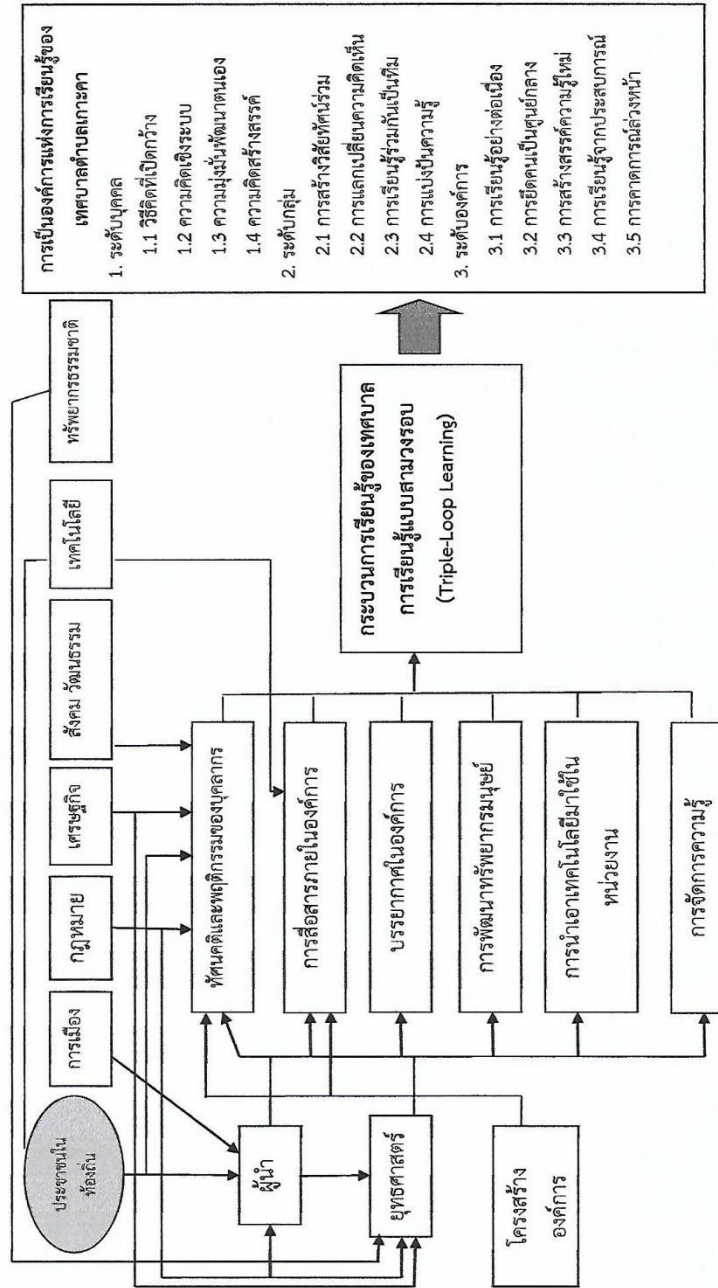 ประชาชนใน
ท้องถิ่น
การเมือง
กฎหมาย
เศรษฐกิจ
สังคม วัฒนธรรม
เทคโนโลยี
ทรัพยากรธรรมชาติ
ผู้นำ
ยุทธศาสตร์
โครงสร้าง
องค์การ
ทัศนคติและพฤติกรรมของบุคลากร
การสื่อสารภายในองค์การ
บรรยากาศในองค์การ
การพัฒนาทรัพยากรมนุษย์
การนำเอาเทคโนโลยีมาใช้ใน
หน่วยงาน
การจัดการความรู้
กระบวนการเรียนรู้ของเทศบาล
การเรียนรู้แบบสามวงรอบ
(Triple-Loop Learning)
การเป็นองค์การแห่งการเรียนรู้ของ
เทศบาลตำบลเกาะคา
1. ระดับบุคคล
1.1 วิธีคิดที่เปิดกว้าง
1.2 ความคิดเชิงระบบ
1.3 ความมุ่งมั่นพัฒนาตนเอง
1.4 ความคิดสร้างสรรค์
2. ระดับกลุ่ม
2.1 การสร้างวิสัยทัศน์ร่วม
2.2 การแลกเปลี่ยนความคิดเห็น
2.3 การเรียนรู้ร่วมกันเป็นทีม
2.4 การแบ่งปันความรู้
3. ระดับองค์การ
3.1 การเรียนรู้อย่างต่อเนื่อง
3.2 การยึดคนเป็นศูนย์กลาง
3.3 การสร้างสรรค์ความรู้ใหม่
3.4 การเรียนรู้จากประสบการณ์
3.5 การคาดการณ์ล่วงหน้า